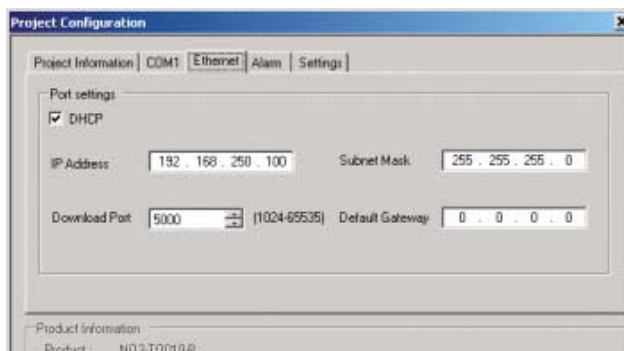 Project Configuration
Project Information COM1 Ethernet Alarm Settings
Port settings
DHCP
IP Address 192 . 168 . 250 . 100 Subnet Mask 255 . 255 . 255 . 0
Download Port 5000 (1024-65535) Default Gateway 0 . 0 . 0 . 0
Product Information
Product :